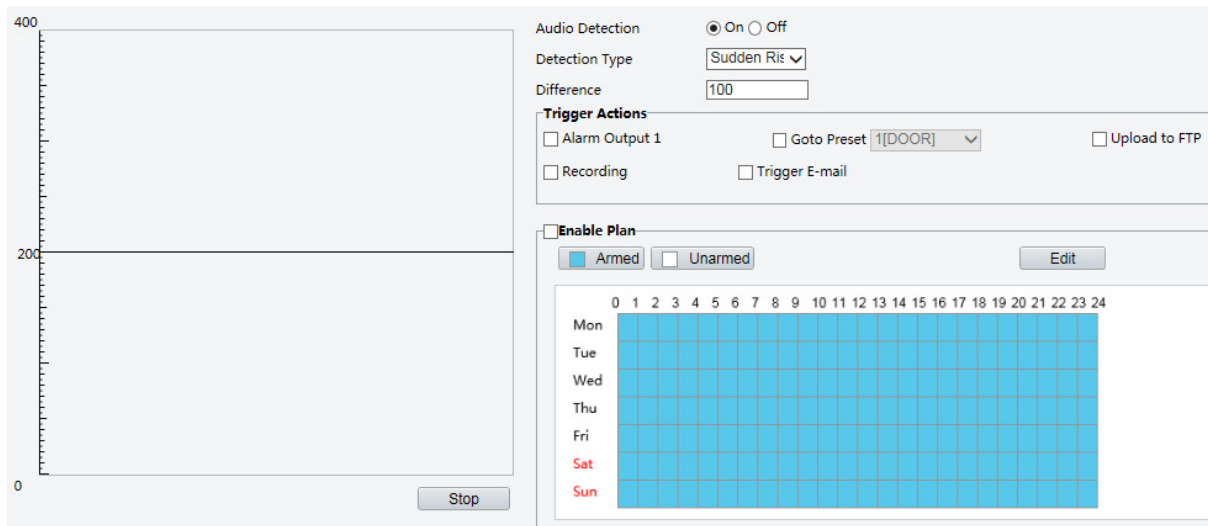 400
200
0
Stop
Audio Detection On Off
Detection Type Sudden Ris
Difference 100
Trigger Actions
Alarm Output 1 Goto Preset 1[DOOR] Upload to FTP
Recording Trigger E-mail
Enable Plan
Armed Unarmed Edit
0 1 2 3 4 5 6 7 8 9 10 11 12 13 14 15 16 17 18 19 20 21 22 23 24
Mon
Tue
Wed
Thu
Fri
Sat
Sun